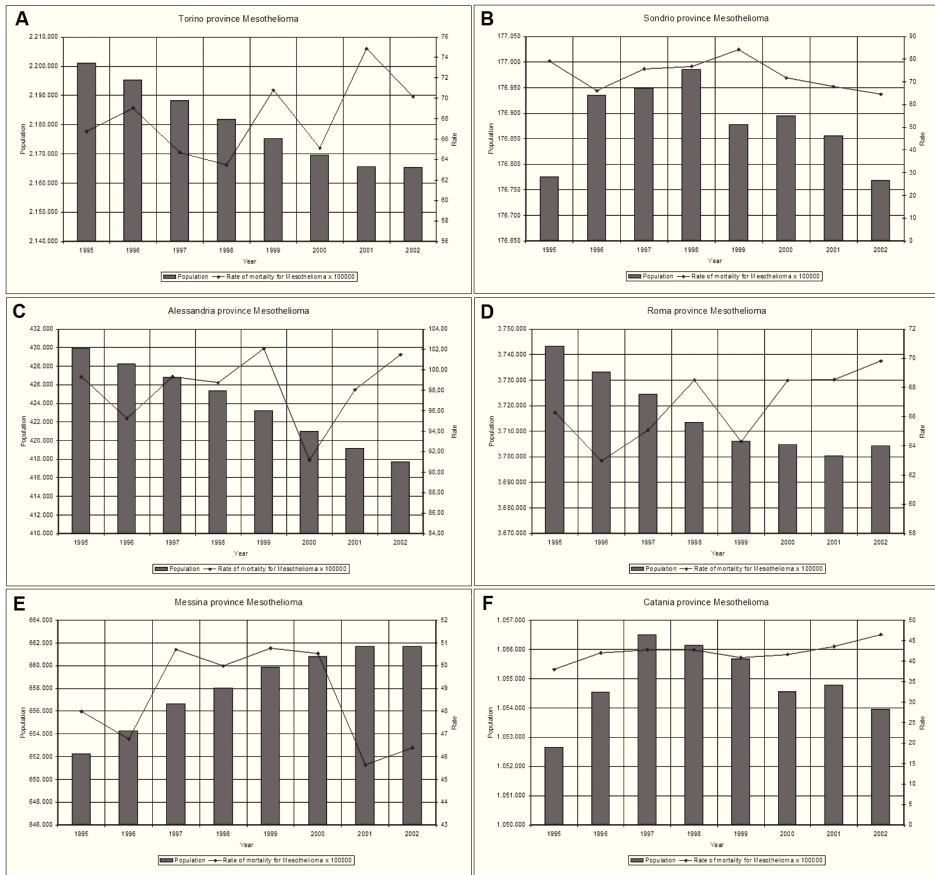 A
Torino province Mesothelioma
2.210.000
2.200.000
2.190.000
2.180.000
2.170.000
2.160.000
2.150.000
2.140.000
Population
76
74
72
70
68
66
64
62
60
58
56
Rate
1995 1996 1997 1998 1999 2000 2001 2002
Year
Population Rate of mortality for Mesothelioma x 100000
B
Sondrio province Mesothelioma
177.050
177.000
176.950
176.900
176.850
176.800
176.750
176.700
176.650
Population
90
80
70
60
50
40
30
20
10
0
Rate
1995 1996 1997 1998 1999 2000 2001 2002
Year
Population Rate of mortality for Mesothelioma x 100000
C
Alessandria province Mesothelioma
432.000
430.000
428.000
426.000
424.000
422.000
420.000
418.000
416.000
414.000
412.000
410.000
Population
104,00
102,00
100,00
98,00
96,00
94,00
92,00
90,00
88,00
86,00
84,00
Rate
1995 1996 1997 1998 1999 2000 2001 2002
Year
Population Rate of mortality for Mesothelioma x 100000
D
Roma province Mesothelioma
3.750.000
3.740.000
3.730.000
3.720.000
3.710.000
3.700.000
3.690.000
3.680.000
3.670.000
Population
72
70
68
66
64
62
60
58
Rate
1995 1996 1997 1998 1999 2000 2001 2002
Year
Population Rate of mortality for Mesothelioma x 100000
E
Messina province Mesothelioma
664.000
662.000
660.000
658.000
656.000
654.000
652.000
650.000
648.000
646.000
Population
52
51
50
49
48
47
46
45
44
43
Rate
1995 1996 1997 1998 1999 2000 2001 2002
Year
Population Rate of mortality for Mesothelioma x 100000
F
Catania province Mesothelioma
1.057.000
1.056.000
1.055.000
1.054.000
1.053.000
1.052.000
1.051.000
1.050.000
Population
50
45
40
35
30
25
20
15
10
5
0
Rate
1995 1996 1997 1998 1999 2000 2001 2002
Year
Population Rate of mortality for Mesothelioma x 100000